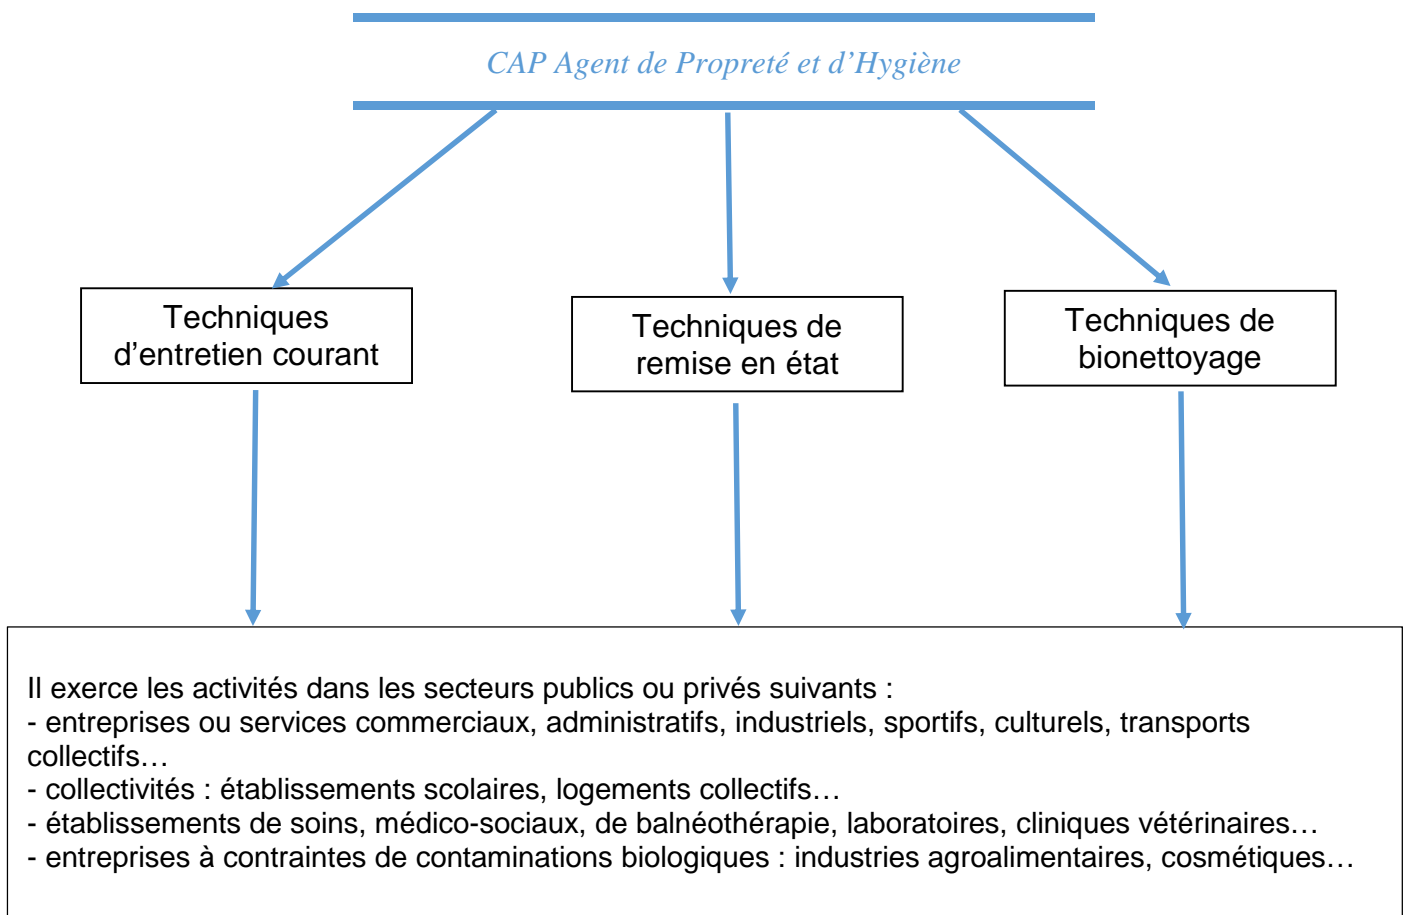 CAP Agent de Propreté et d’Hygiène
Techniques
d’entretien courant
Techniques de
remise en état
Techniques de
bionettoyage
Il exerce les activités dans les secteurs publics ou privés suivants :
- entreprises ou services commerciaux, administratifs, industriels, sportifs, culturels, transports
collectifs…
- collectivités : établissements scolaires, logements collectifs…
- établissements de soins, médico-sociaux, de balnéothérapie, laboratoires, cliniques vétérinaires…
- entreprises à contraintes de contaminations biologiques : industries agroalimentaires, cosmétiques…